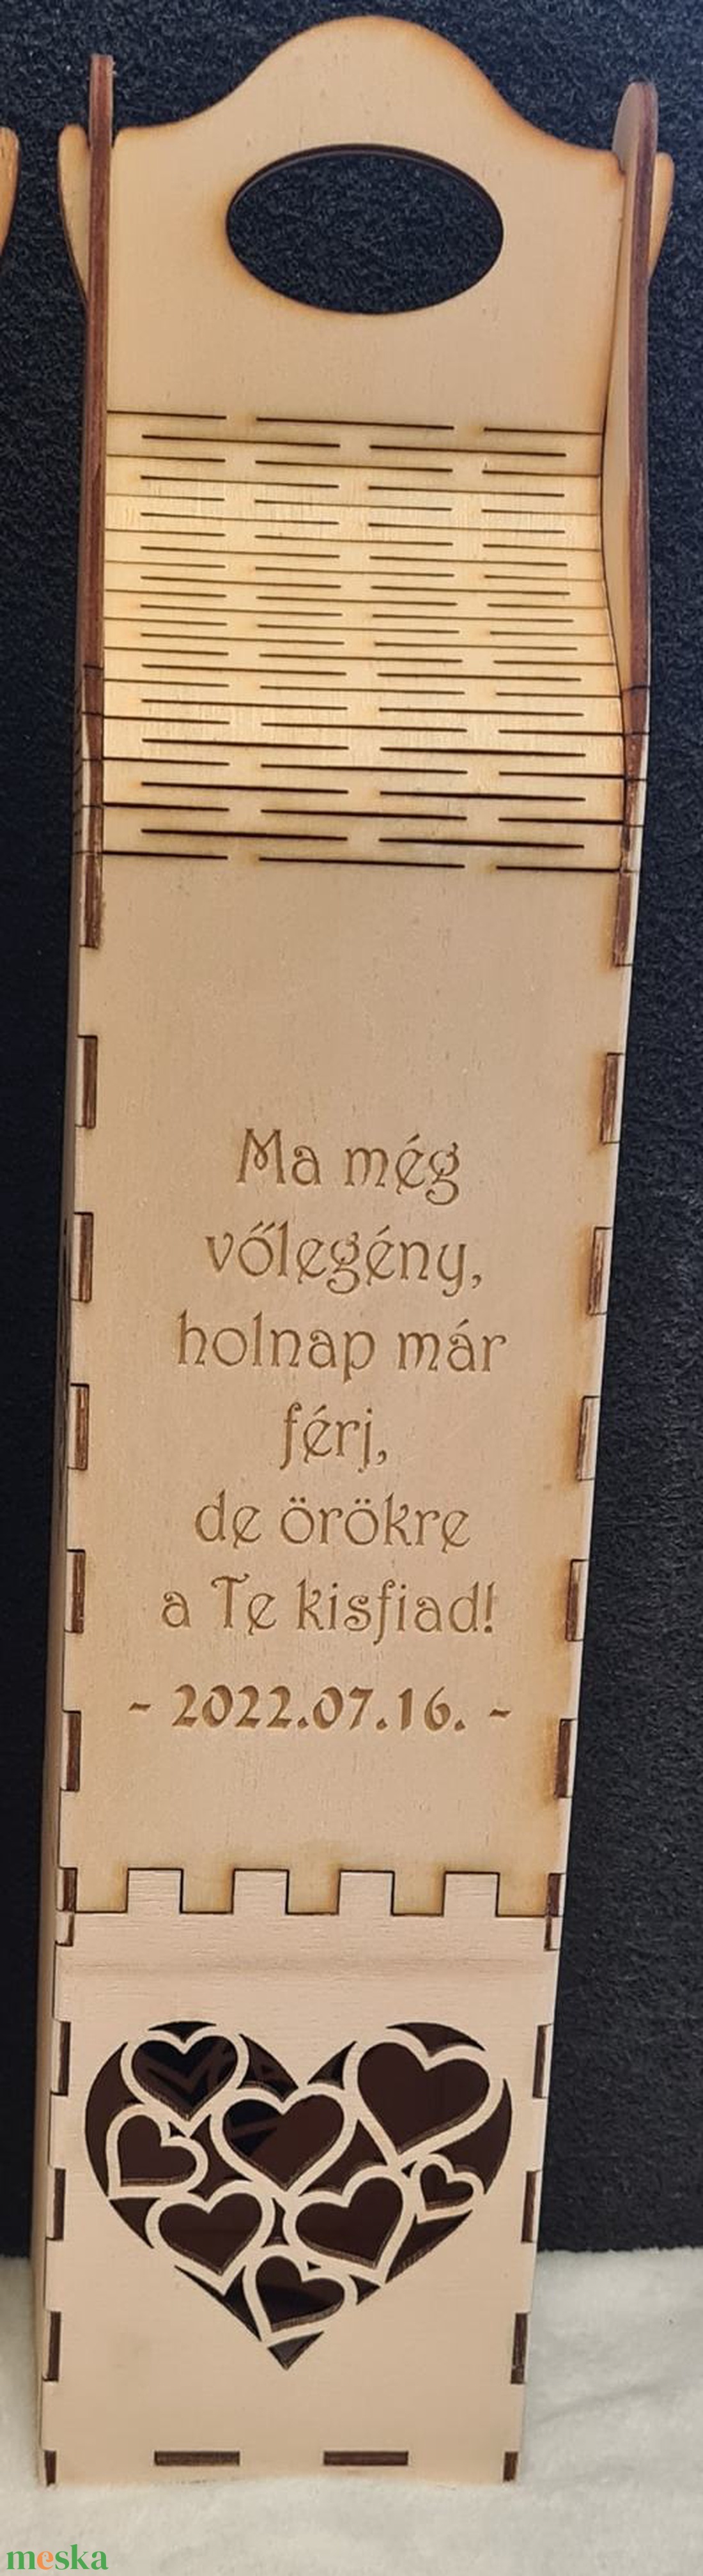 Ma még
vőlegény,
holnap már
férj,
de örökre
a Te kisfiad!
- 2022.07.16. -
meska